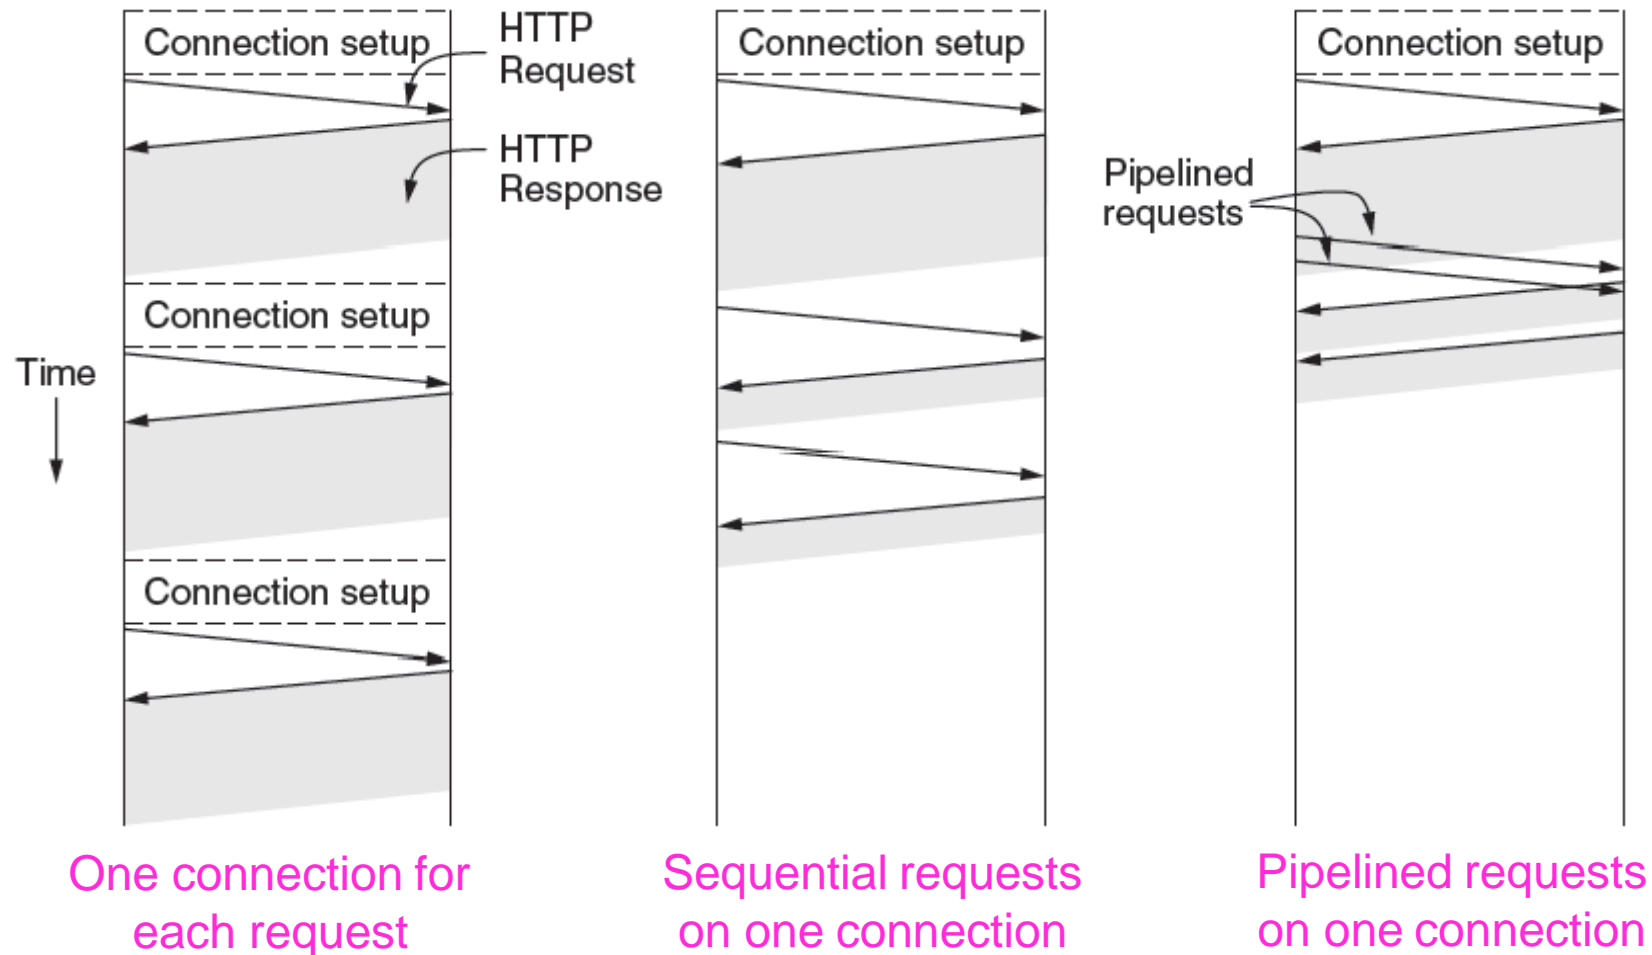 Connection setup
HTTP
Request
HTTP
Response
Connection setup
Time
Connection setup
One connection for
each request
Connection setup
Sequential requests
on one connection
Connection setup
Pipelined
requests
Pipelined requests
on one connection